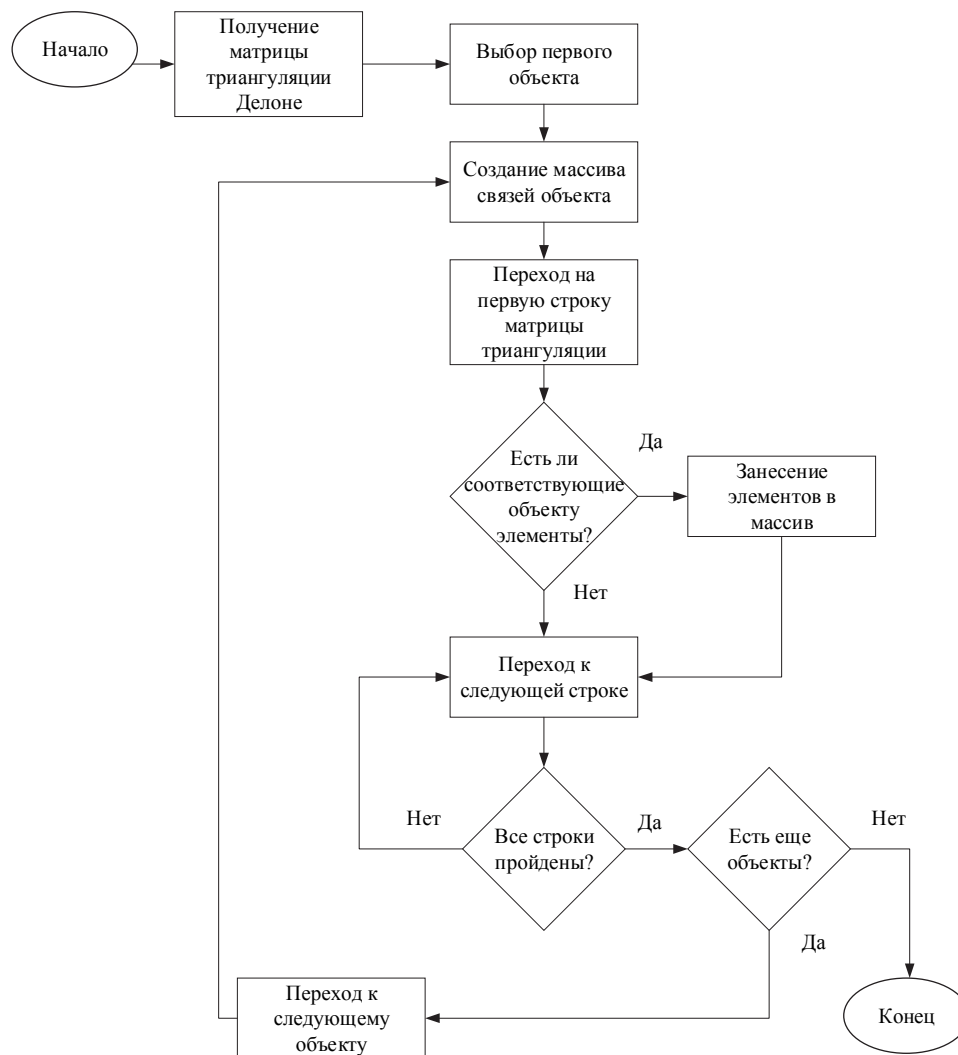 Начало
Получение
матрицы
триангуляции
Делоне
Выбор первого
объекта
Создание массива
связей объекта
Переход на
первую строку
матрицы
триангуляции
Есть ли
соответствующие
объекту
элементы?
Да
Занесение
элементов в
массив
Нет
Переход к
следующей строке
Нет
Все строки
пройдены?
Да
Есть еще
объекты?
Нет
Да
Переход к
следующему
объекту
Конец